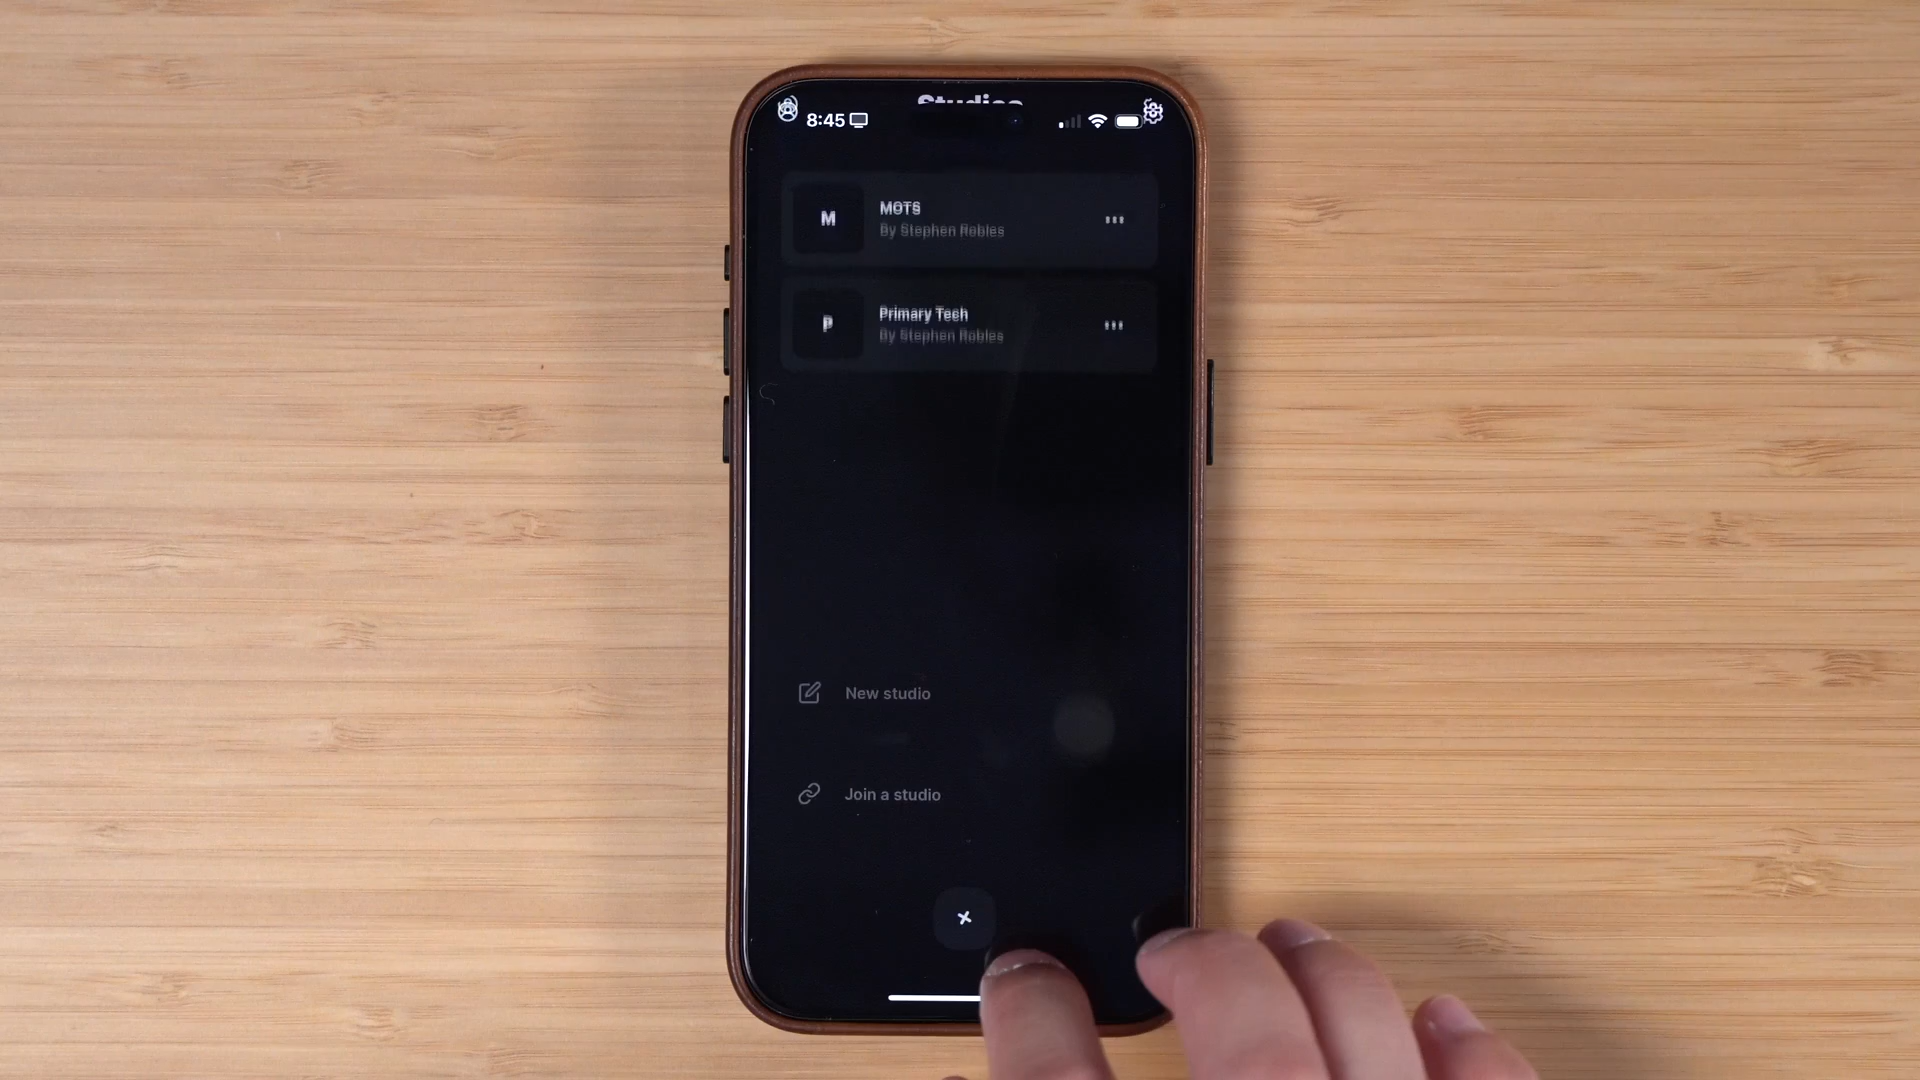 Studios
8:45
M
MOTS
By Stephen Robles
P
Primary Tech
By Stephen Robles
New studio
Join a studio